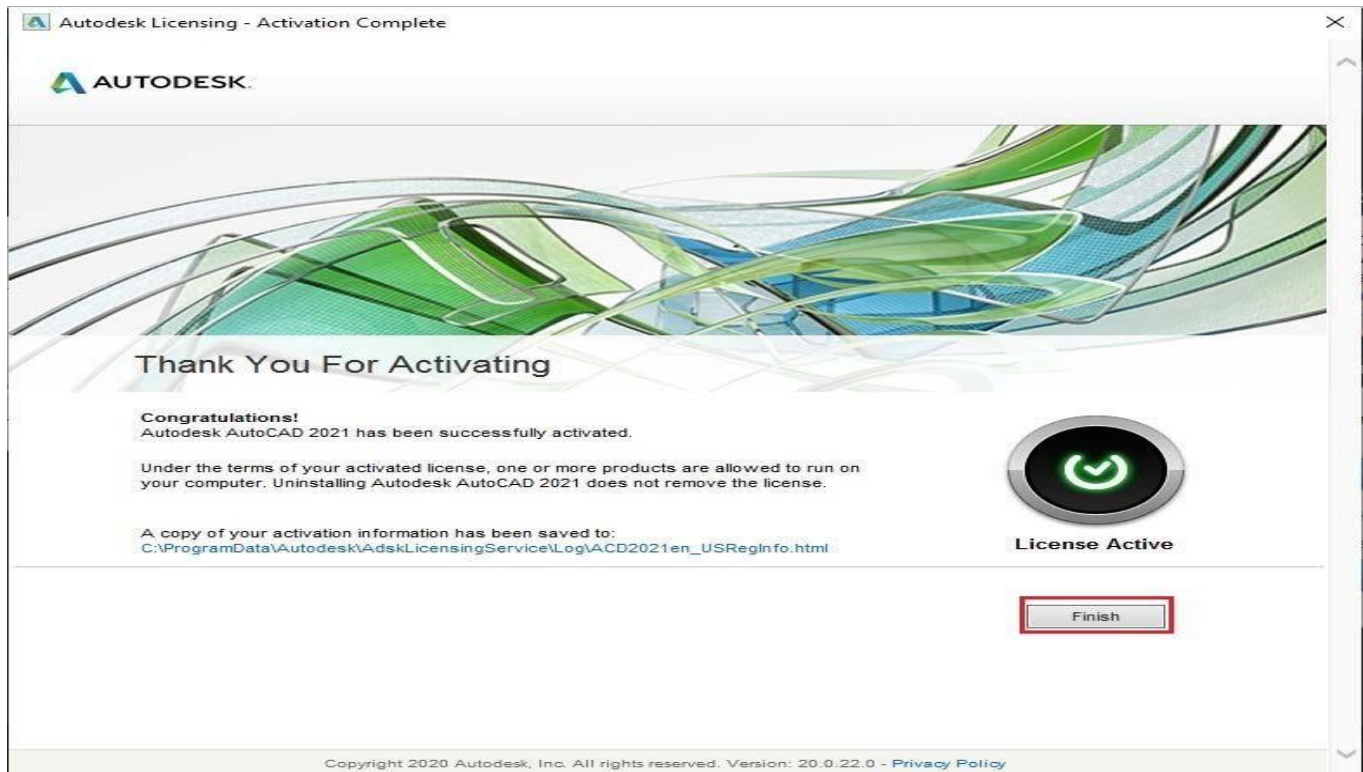 Autodesk Licensing - Activation Complete
AUTODESK.
Thank You For Activating
Congratulations!
Autodesk AutoCAD 2021 has been successfully activated.
Under the terms of your activated license, one or more products are allowed to run on
your computer. Uninstalling Autodesk AutoCAD 2021 does not remove the license.
A copy of your activation information has been saved to:
C:\ProgramData\Autodesk\AdskLicensingService\Log\ACD2021en_USRegInfo.html
License Active
Finish
Copyright 2020 Autodesk, Inc. All rights reserved. Version: 20.0.22.0 - Privacy Policy